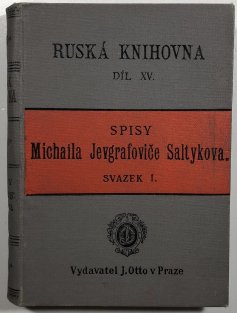 RUSKÁ KNIHOVNA
DÍL XV.
SPISY
Michaila Jevgrafoviče Saltykova.
SVAZEK I.
Vydavatel J. Otto v Praze